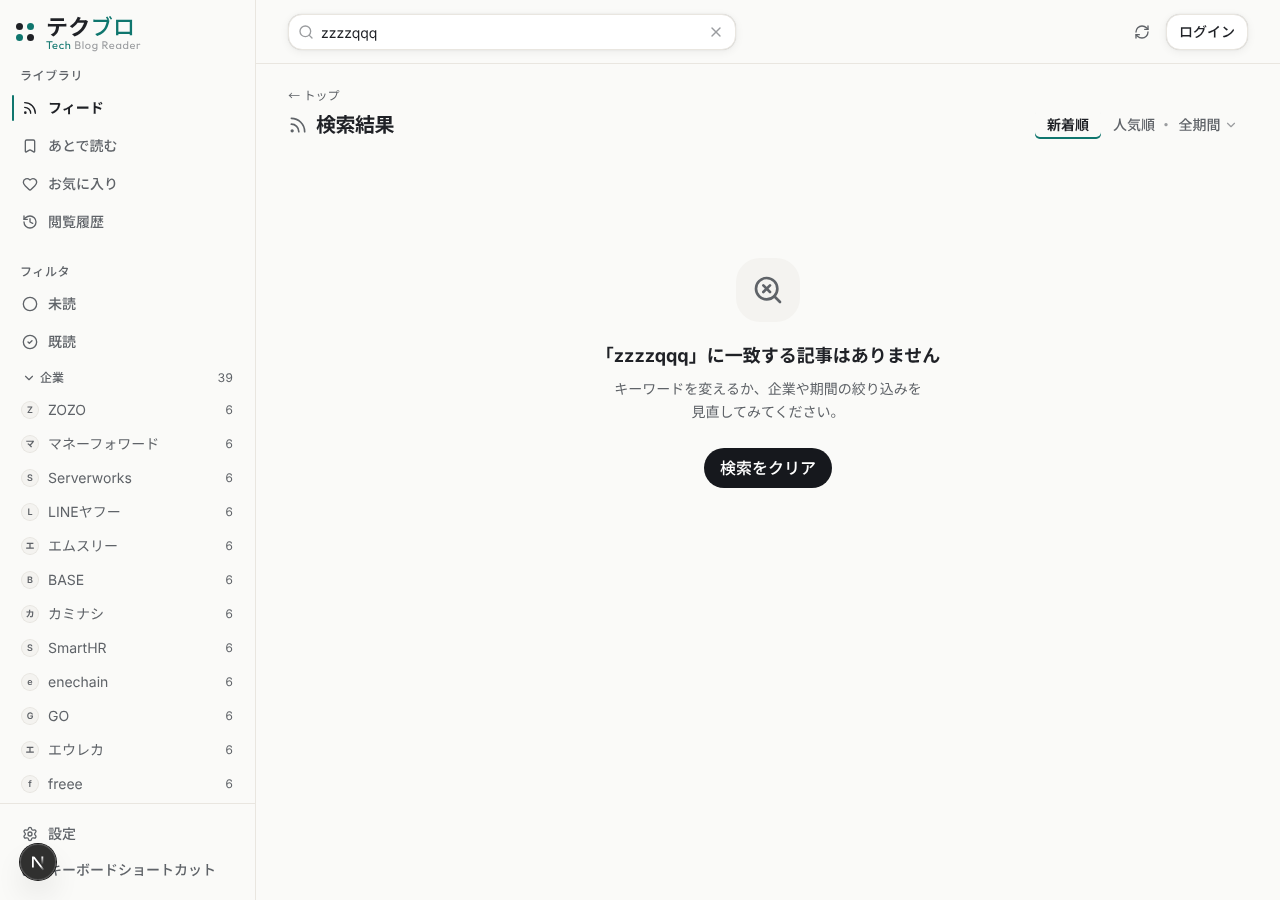 テクブロ
Tech Blog Reader
ライブラリ
フィード
あとで読む
お気に入り
閲覧履歴
フィルタ
未読
既読
企業 39
Z ZOZO 6
マ マネーフォワード 6
S Serverworks 6
L LINEヤフー 6
エ エムスリー 6
B BASE 6
カ カミナシ 6
S SmartHR 6
e enechain 6
G GO 6
エ エウレカ 6
f freee 6
設定
N
キーボードショートカット
zzzzqqq
ログイン
← トップ
検索結果
新着順 人気順 • 全期間
「zzzzqqq」に一致する記事はありません
キーワードを変えるか、企業や期間の絞り込みを
見直してみてください。
検索をクリア